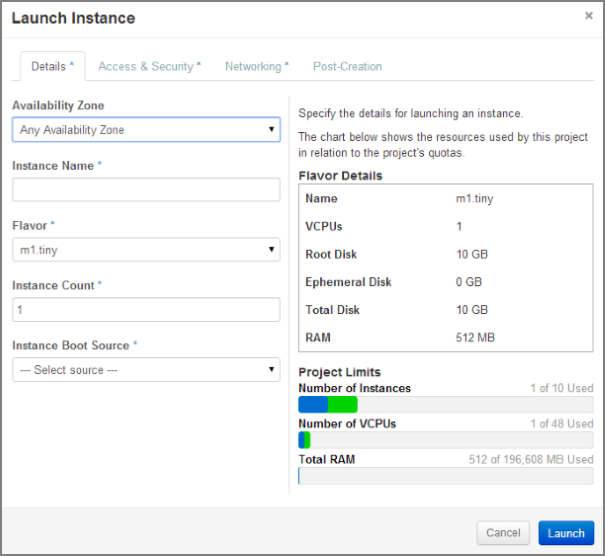 Launch Instance ×
Details * Access & Security * Networking * Post-Creation
Availability Zone
Any Availability Zone
Instance Name *
Flavor *
m1.tiny
Instance Count *
1
Instance Boot Source *
--- Select source ---
Specify the details for launching an instance.
The chart below shows the resources used by this project
in relation to the project's quotas.
Flavor Details
Name m1.tiny
VCPUs 1
Root Disk 10 GB
Ephemeral Disk 0 GB
Total Disk 10 GB
RAM 512 MB
Project Limits
Number of Instances 1 of 10 Used
Number of VCPUs 1 of 48 Used
Total RAM 512 of 196,608 MB Used
Cancel Launch